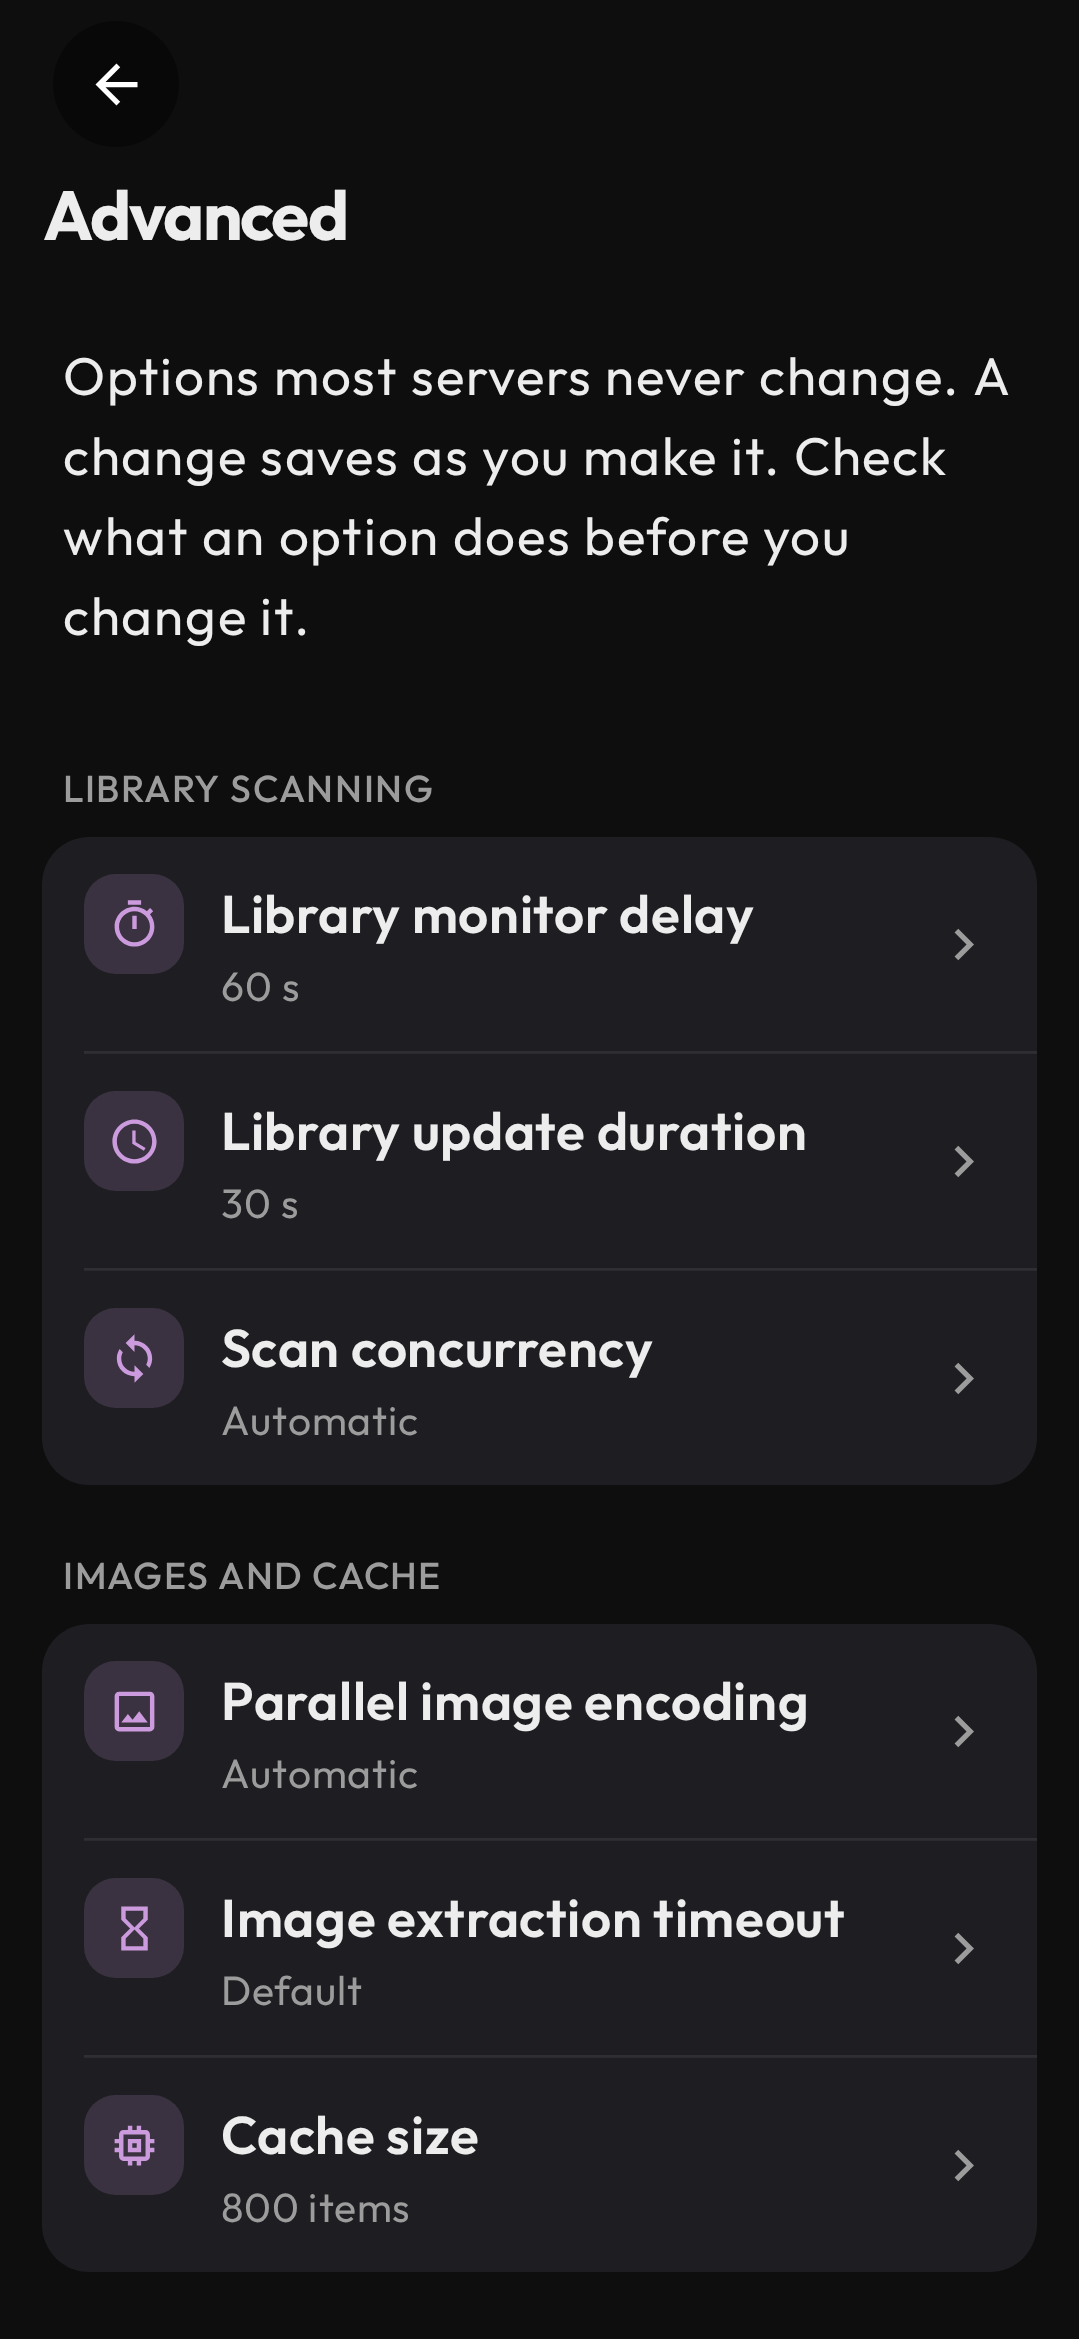 Advanced
Options most servers never change. A
change saves as you make it. Check
what an option does before you
change it.
LIBRARY SCANNING
Library monitor delay
60 s
Library update duration
30 s
Scan concurrency
Automatic
IMAGES AND CACHE
Parallel image encoding
Automatic
Image extraction timeout
Default
Cache size
800 items